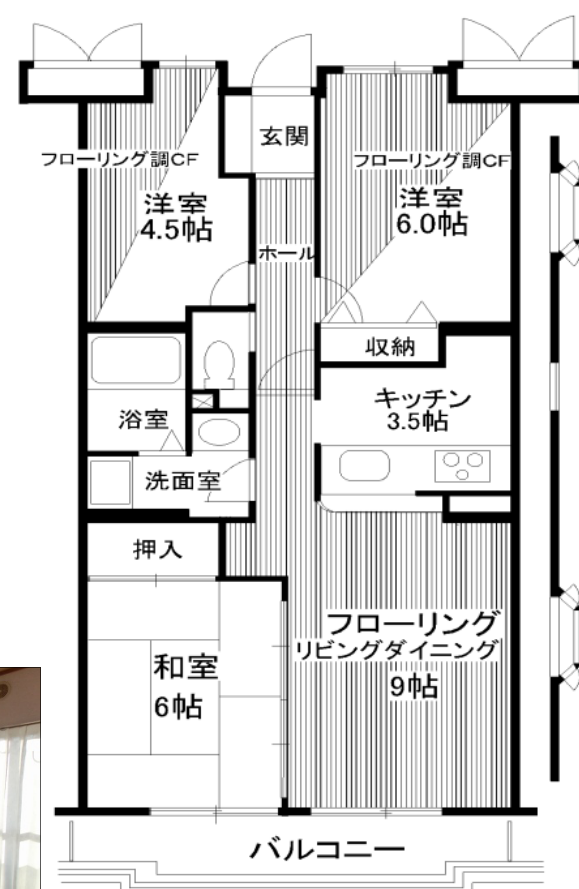 玄関
フローリング調CF
洋室
4.5帖
フローリング調CF
洋室
6.0帖
ホール
収納
キッチン
3.5帖
浴室
洗面室
押入
フローリング
リビングダイニング
9帖
和室
6帖
バルコニー